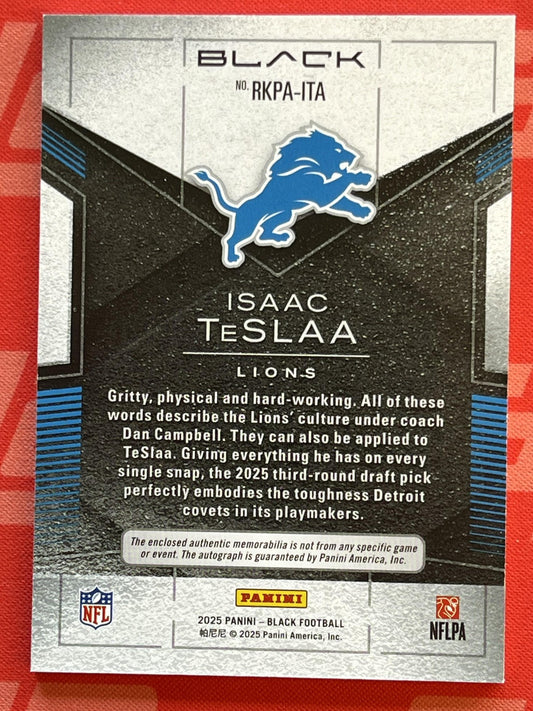 BLACK
NO. RKPA-ITA
ISAAC
TeSLAA
LIONS
Gritty, physical and hard-working. All of these
words describe the Lions' culture under coach
Dan Campbell. They can also be applied to
TeSlaa. Giving everything he has on every
single snap, the 2025 third-round draft pick
perfectly embodies the toughness Detroit
covets in its playmakers.
The enclosed authentic memorabilia is not from any specific game
or event. The autograph is guaranteed by Panini America, Inc.
NFL
PANINI
NFLPA
2025 PANINI – BLACK FOOTBALL
帕尼尼 © 2025 Panini America, Inc.